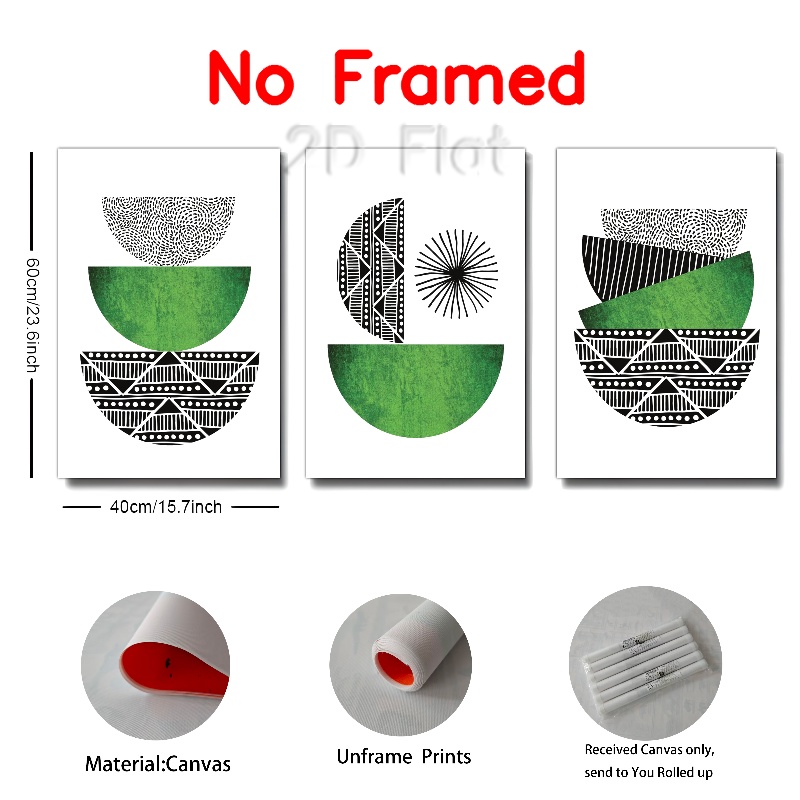 No Framed
2D Flat
60cm/23.6inch
40cm/15.7inch
Material:Canvas
Unframe Prints
Received Canvas only,
send to You Rolled up